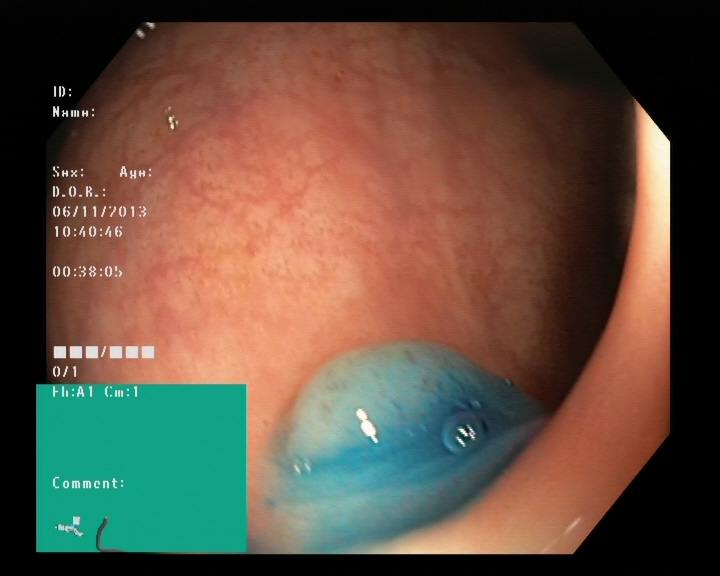 ID:
Name:
Sex: Age:
D.O.B.:
06/11/2013
10:40:46
00:38:05
■■■/■■■
0/1
Eh:A1 Cm:1
Comment: